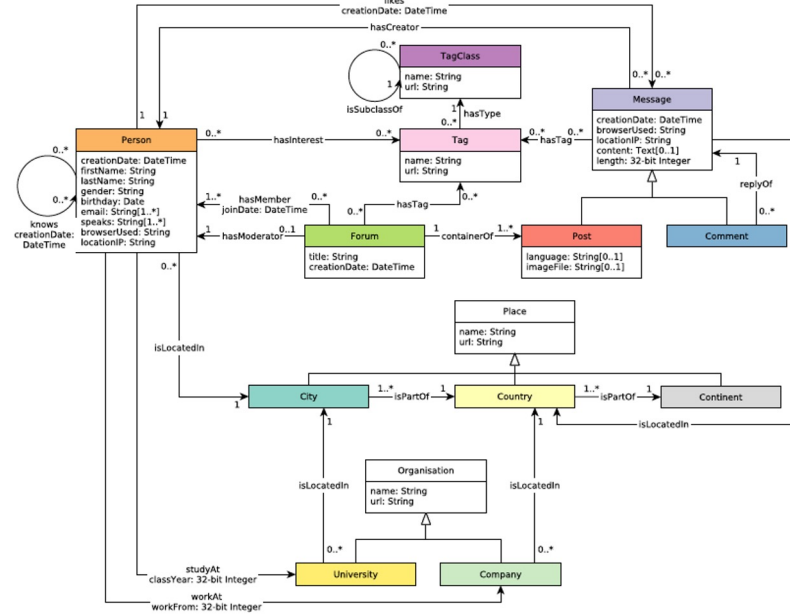 likes
creationDate: DateTime
hasCreator
0..*
TagClass
name: String
url: String
1
isSubclassOf
1
hasType
0..*
0..*
0..*
Message
creationDate: DateTime
browserUsed: String
locationIP: String
content: Text[0..1]
length: 32-bit Integer
1
1
Person
creationDate: DateTime
firstName: String
lastName: String
gender: String
birthday: Date
email: String[1..*]
speaks: String[1..*]
browserUsed: String
locationIP: String
0..*
hasInterest
0..*
Tag
name: String
url: String
0..*
hasTag
0..*
1
replyOf
0..*
0..*
0..*
knows
creationDate:
DateTime
1..*
hasMember
joinDate: DateTime
0..*
0..*
hasTag
0..*
1
hasModerator
0..1
Forum
title: String
creationDate: DateTime
1
containerOf
1..*
Post
language: String[0..1]
imageFile: String[0..1]
Comment
0..*
isLocatedIn
1
Place
name: String
url: String
City
1..*
isPartOf
1
Country
1..*
isPartOf
1
Continent
isLocatedIn
1
1
isLocatedIn
0..*
Organisation
name: String
url: String
isLocatedIn
0..*
studyAt
classYear: 32-bit Integer
University
Company
workAt
workFrom: 32-bit Integer